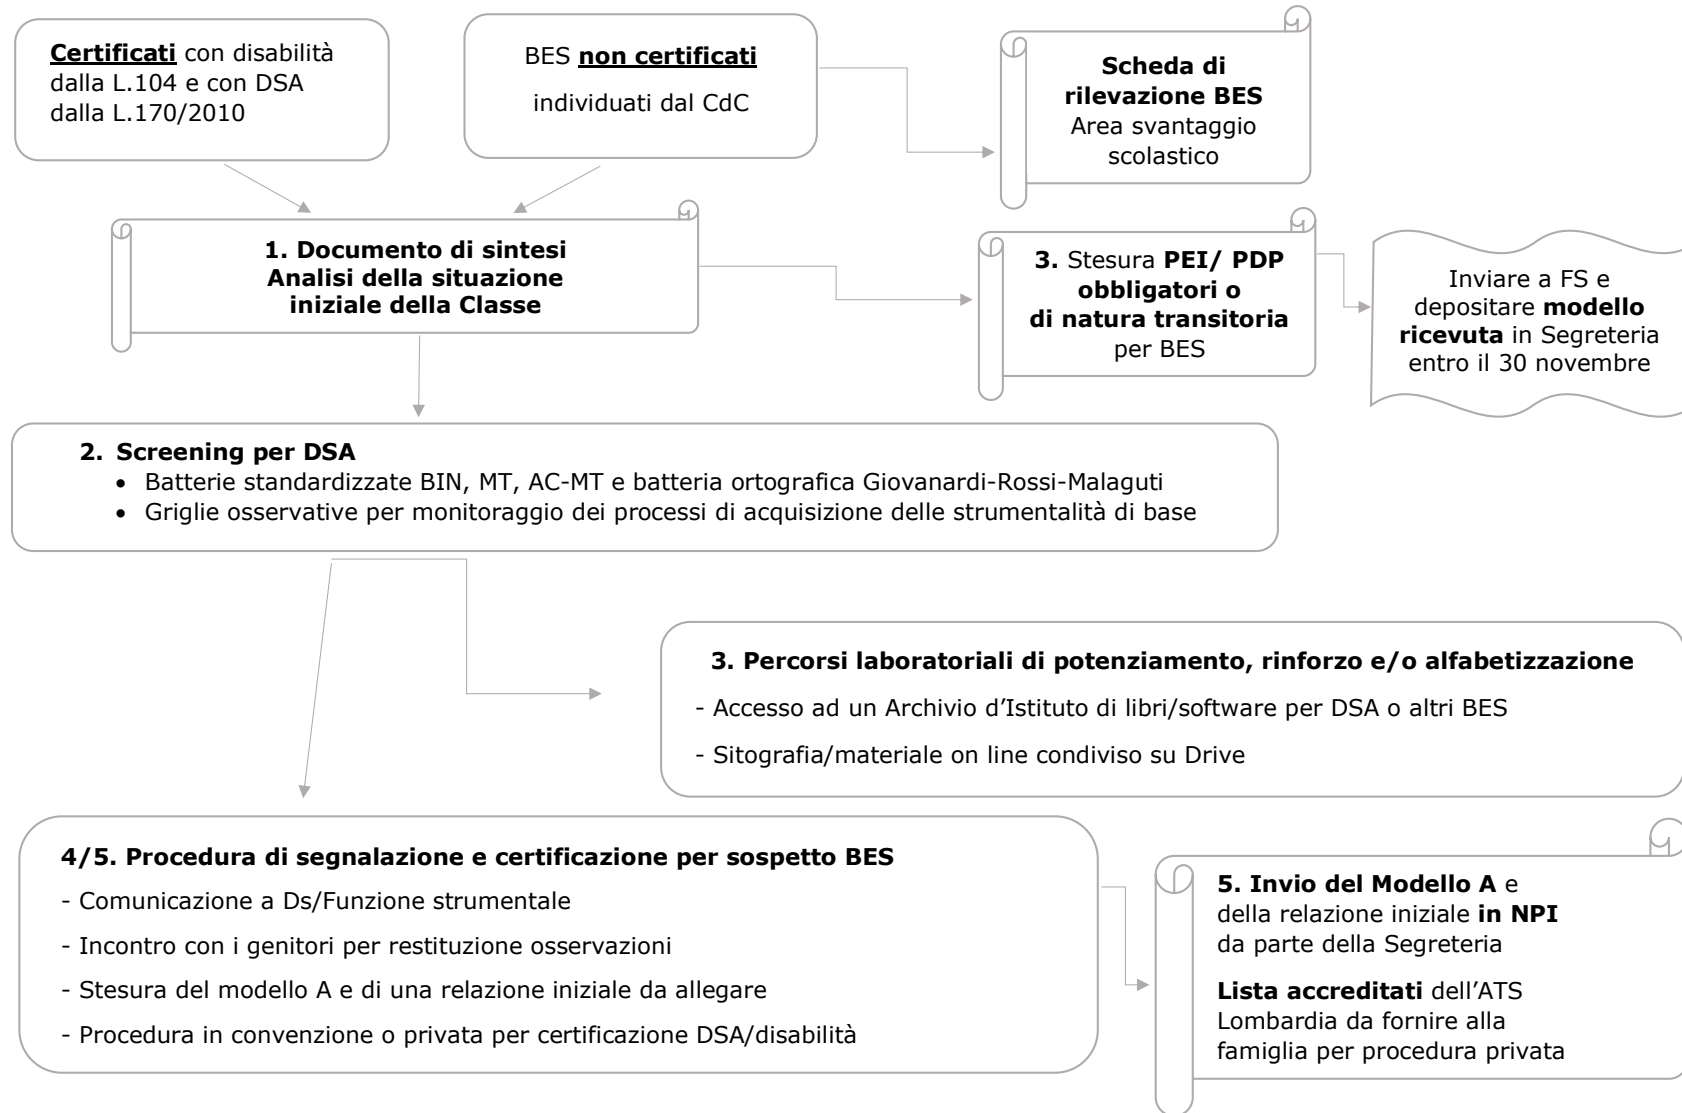 Certificati con disabilità
dalla L.104 e con DSA
dalla L.170/2010
BES non certificati
individuati dal CdC
Scheda di
rilevazione BES
Area svantaggio
scolastico
1. Documento di sintesi
Analisi della situazione
iniziale della Classe
3. Stesura PEI/ PDP
obbligatori o
di natura transitoria
per BES
Inviare a FS e
depositare modello
ricevuta in Segreteria
entro il 30 novembre
2. Screening per DSA
• Batterie standardizzate BIN, MT, AC-MT e batteria ortografica Giovanardi-Rossi-Malaguti
• Griglie osservative per monitoraggio dei processi di acquisizione delle strumentalità di base
3. Percorsi laboratoriali di potenziamento, rinforzo e/o alfabetizzazione
- Accesso ad un Archivio d’Istituto di libri/software per DSA o altri BES
- Sitografia/materiale on line condiviso su Drive
4/5. Procedura di segnalazione e certificazione per sospetto BES
- Comunicazione a Ds/Funzione strumentale
- Incontro con i genitori per restituzione osservazioni
- Stesura del modello A e di una relazione iniziale da allegare
- Procedura in convenzione o privata per certificazione DSA/disabilità
5. Invio del Modello A e
della relazione iniziale in NPI
da parte della Segreteria
Lista accreditati dell’ATS
Lombardia da fornire alla
famiglia per procedura privata